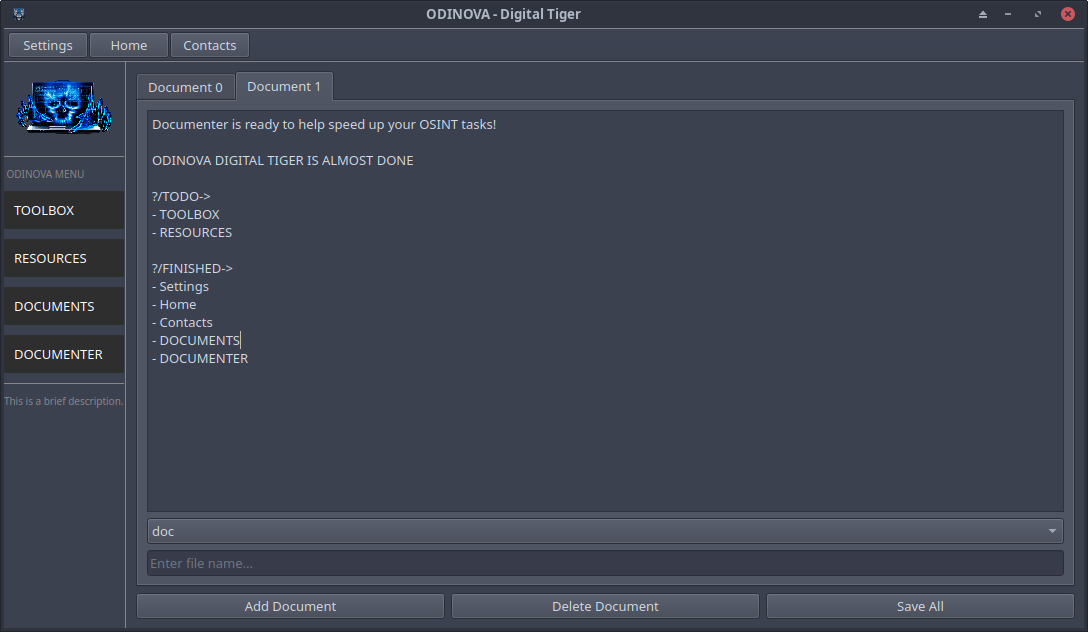 ODINOVA - Digital Tiger
Settings
Home
Contacts
ODINOVA MENU
TOOLBOX
RESOURCES
DOCUMENTS
DOCUMENTER
This is a brief description.
Document 0
Document 1
Documenter is ready to help speed up your OSINT tasks!
ODINOVA DIGITAL TIGER IS ALMOST DONE
?/TODO->
- TOOLBOX
- RESOURCES
?/FINISHED->
- Settings
- Home
- Contacts
- DOCUMENTS
- DOCUMENTER
doc
Enter file name...
Add Document
Delete Document
Save All